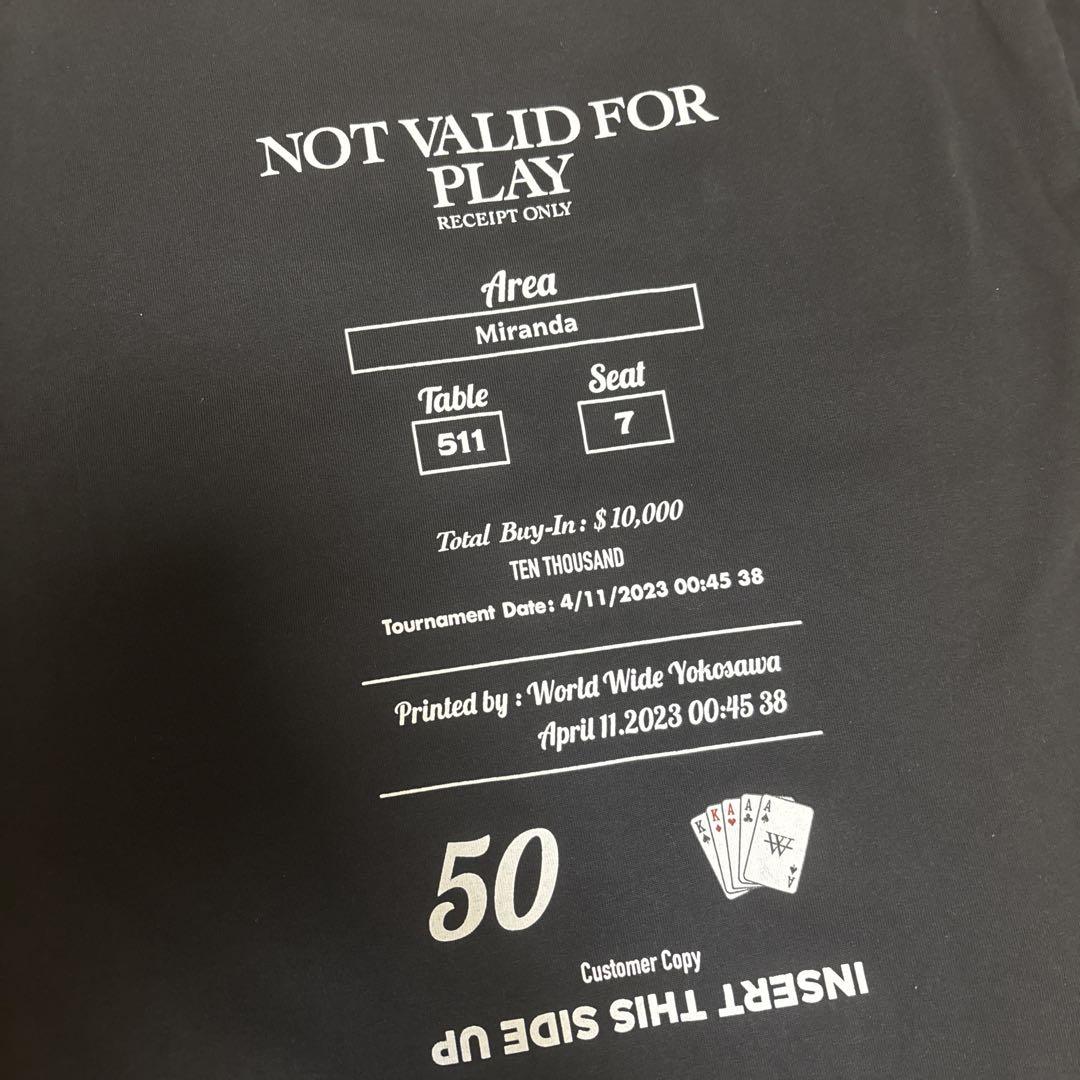 NOT VALID FOR
PLAY
RECEIPT ONLY
Area
Miranda
Table
Seat
511
7
Total Buy-In: $10,000
TEN THOUSAND
Tournament Date: 4/11/2023 00:45 38
Printed by : World Wide Yokosawa
April 11.2023 00:45 38
50
K K A A A
W
A
Customer Copy
INSERT THIS SIDE UP